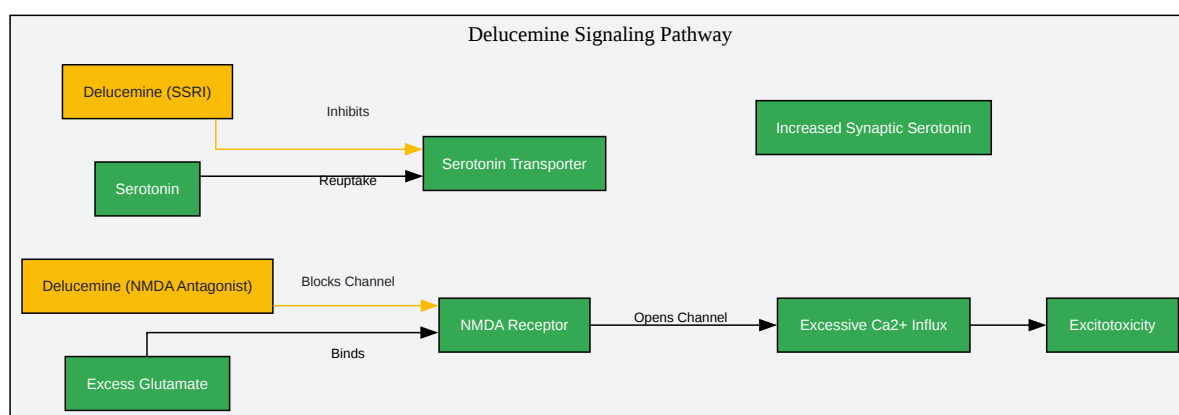 Delucemine Signaling Pathway
Delucemine (SSRI)
Inhibits
Increased Synaptic Serotonin
Serotonin Transporter
Serotonin
Reuptake
Delucemine (NMDA Antagonist)
Blocks Channel
NMDA Receptor
Opens Channel
Excessive Ca2+ Influx
Excitotoxicity
Binds
Excess Glutamate